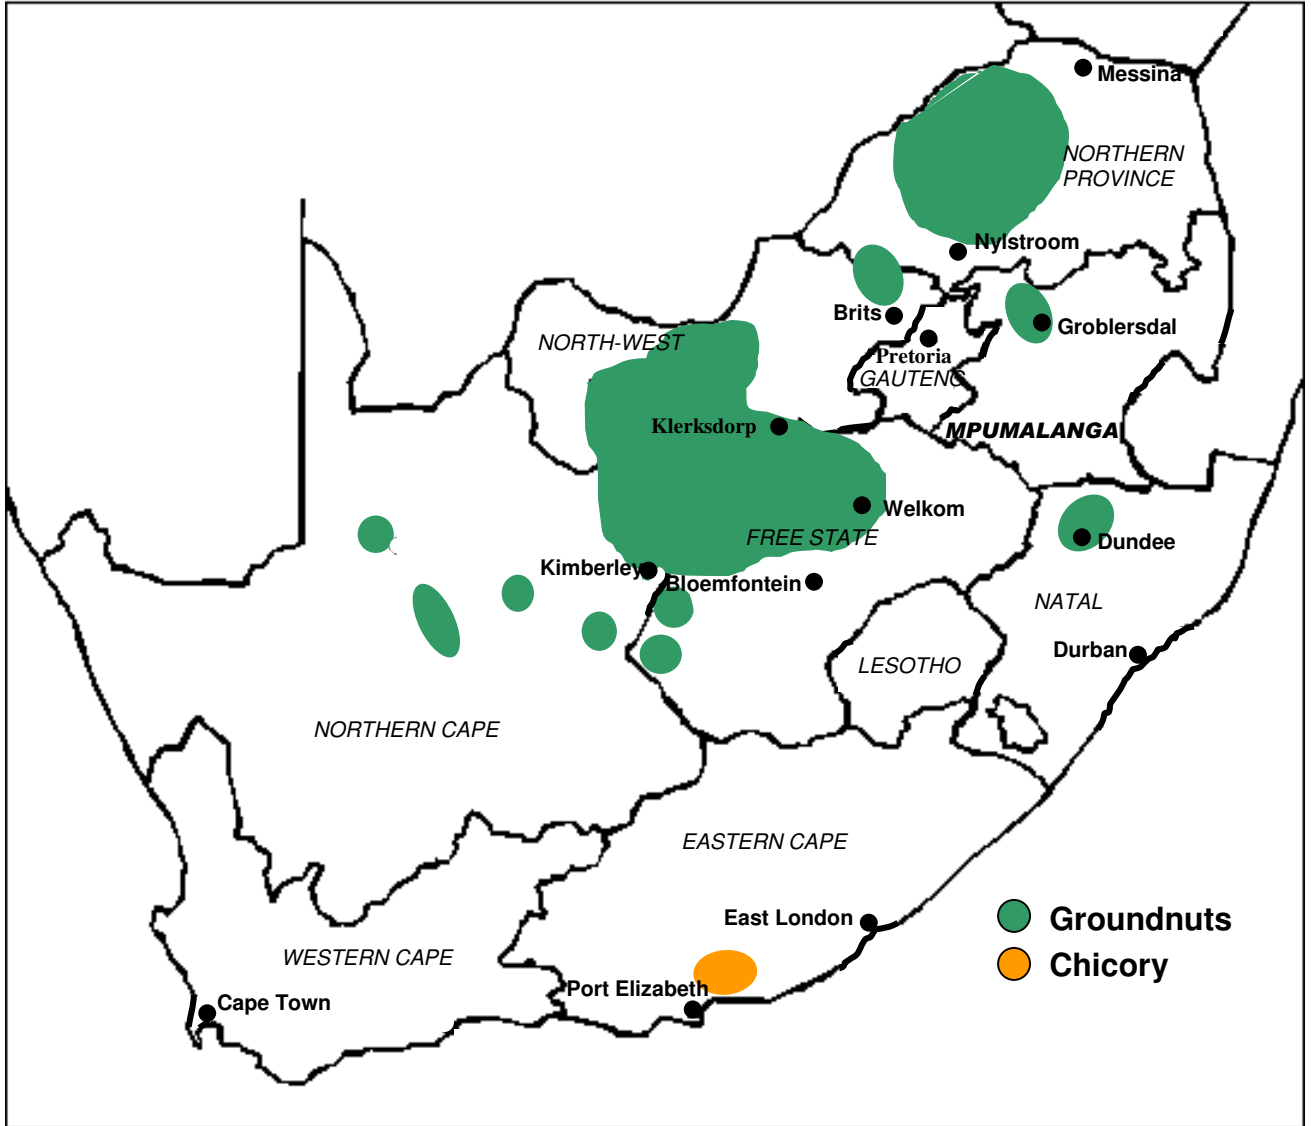 Messina
NORTHERN
PROVINCE
Nylstroom
Brits
Groblersdal
NORTH-WEST
Pretoria
GAUTENG
Klerksdorp
MPUMALANGA
Welkom
FREE STATE
Dundee
Kimberley
Bloemfontein
NATAL
Durban
LESOTHO
NORTHERN CAPE
EASTERN CAPE
East London
Groundnuts
WESTERN CAPE
Chicory
Port Elizabeth
Cape Town